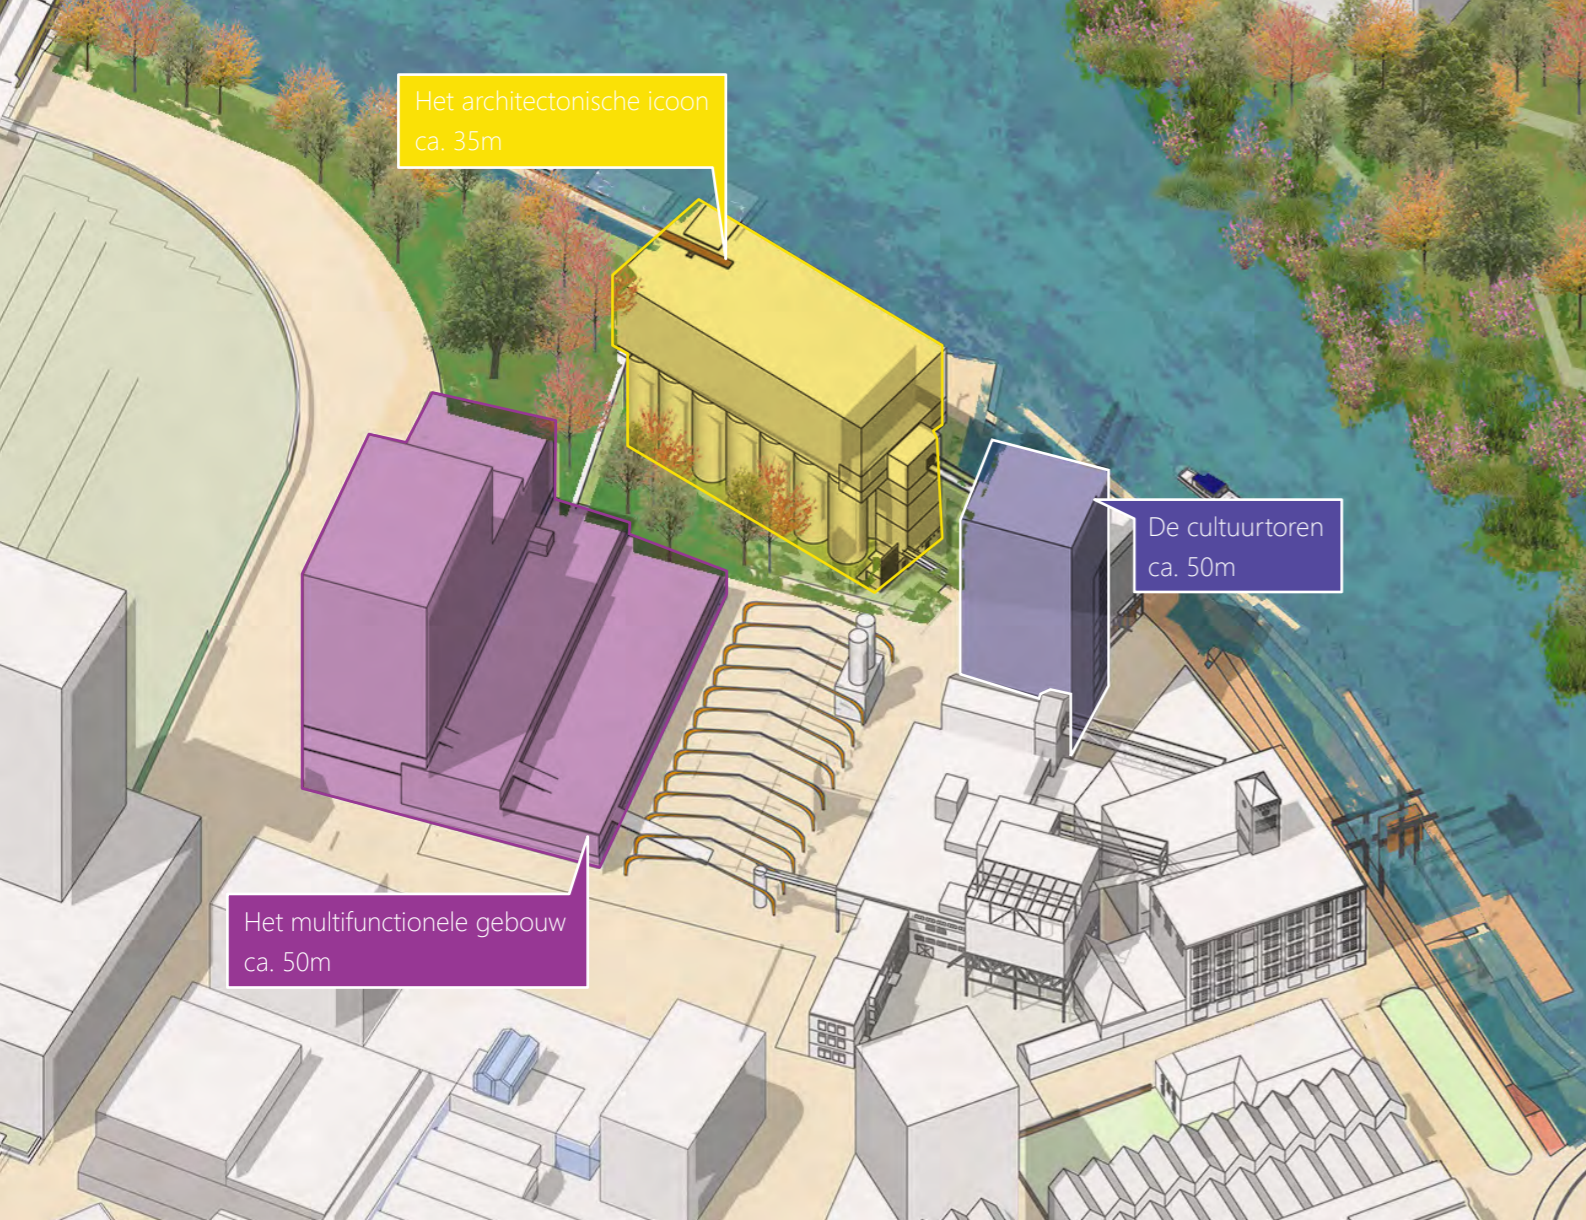 Het architectonische icoon
ca. 35m
De cultuurtoren
ca. 50m
Het multifunctionele gebouw
ca. 50m